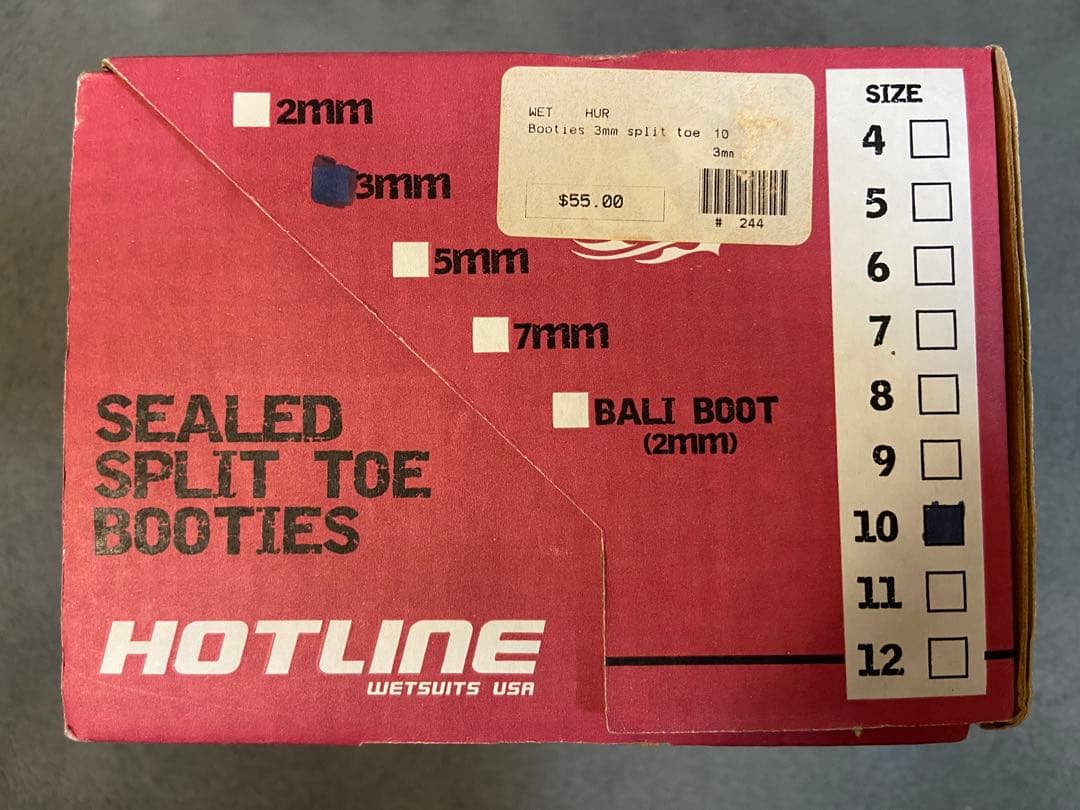 2mm
3mm
5mm
7mm
BALI BOOT
(2mm)
WET HUR
Booties 3mm split toe 10
3mm
$55.00
# 244
SIZE
4
5
6
7
8
9
10
11
12
SEALED
SPLIT TOE
BOOTIES
HOTLINE
WETSUITS USA